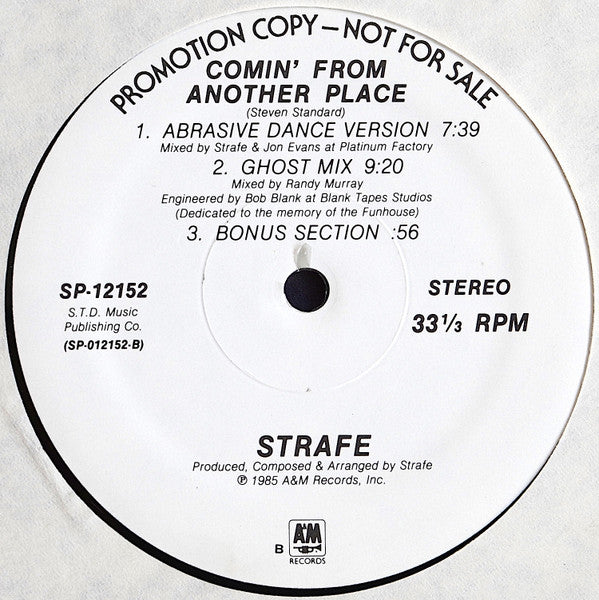 PROMOTION COPY – NOT FOR SALE
COMIN' FROM
ANOTHER PLACE
(Steven Standard)
1. ABRASIVE DANCE VERSION 7:39
Mixed by Strafe & Jon Evans at Platinum Factory
2. GHOST MIX 9:20
Mixed by Randy Murray
Engineered by Bob Blank at Blank Tapes Studios
(Dedicated to the memory of the Funhouse)
3. BONUS SECTION :56
SP-12152
S.T.D. Music
Publishing Co.
(SP-012152-B)
STEREO
33 1/3 RPM
STRAFE
Produced, Composed & Arranged by Strafe
℗ 1985 A&M Records, Inc.
B
A&M
RECORDS